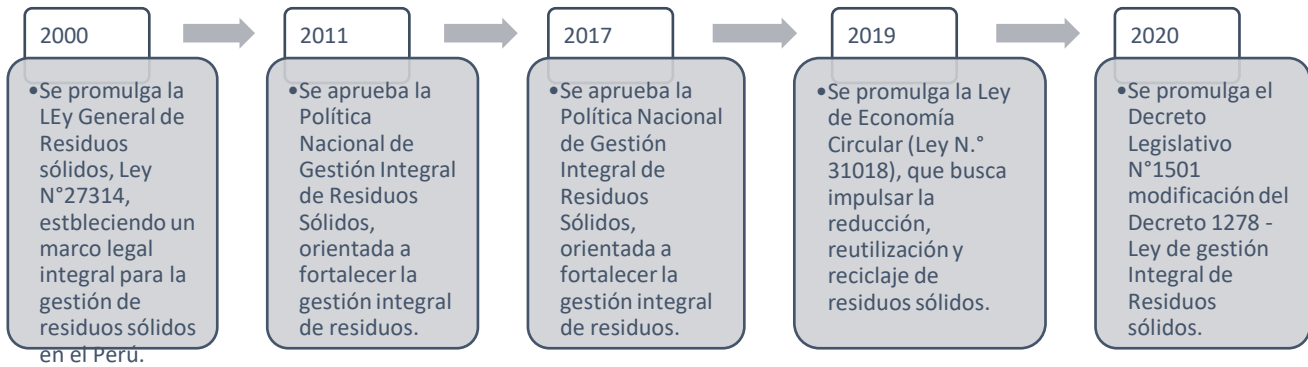 2000
•Se promulga la
LEy General de
Residuos
sólidos, Ley
N°27314,
estbleciendo un
marco legal
integral para la
gestión de
residuos sólidos
en el Perú.
2011
•Se aprueba la
Política
Nacional de
Gestión Integral
de Residuos
Sólidos,
orientada a
fortalecer la
gestión integral
de residuos.
2017
•Se aprueba la
Política Nacional
de Gestión
Integral de
Residuos
Sólidos,
orientada a
fortalecer la
gestión integral
de residuos.
2019
•Se promulga la Ley
de Economía
Circular (Ley N.°
31018), que busca
impulsar la
reducción,
reutilización y
reciclaje de
residuos sólidos.
2020
•Se promulga el
Decreto
Legislativo
N°1501
modificación del
Decreto 1278 -
Ley de gestión
Integral de
Residuos
sólidos.